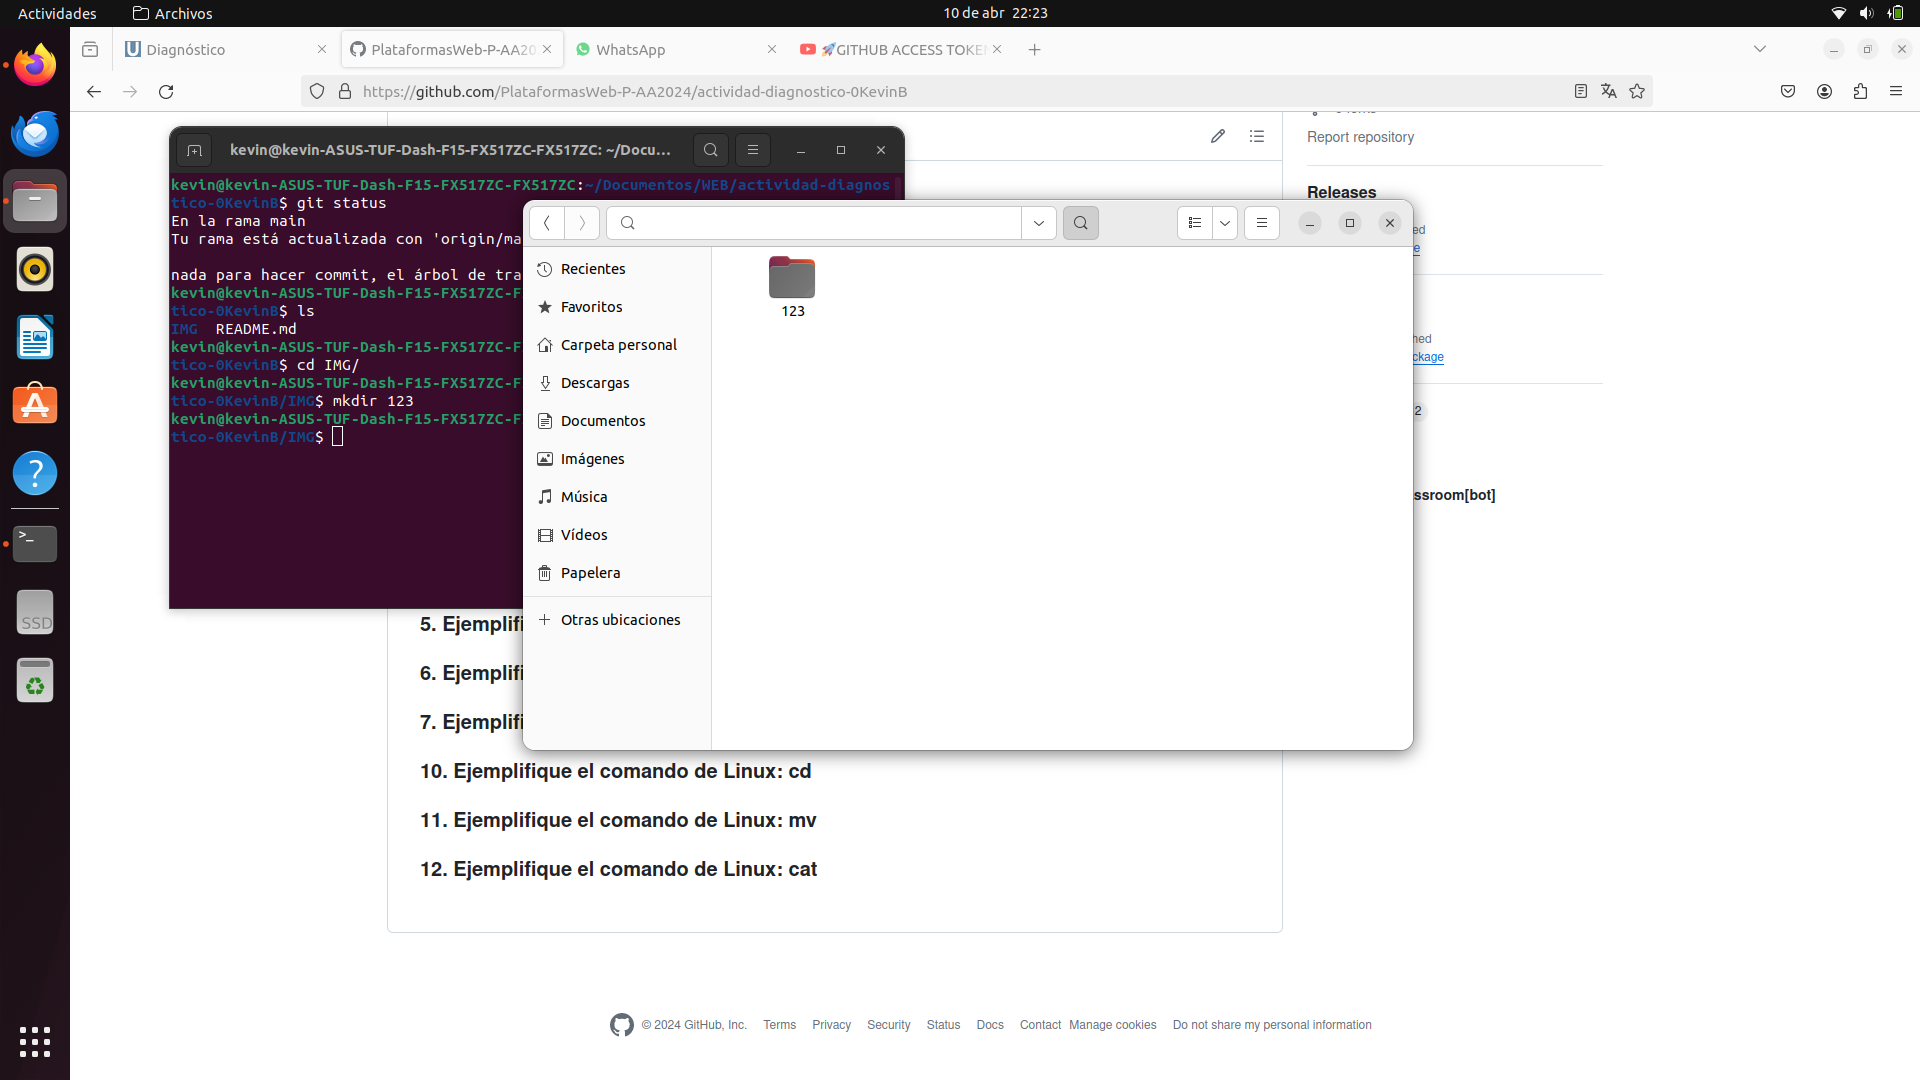 Actividades
Archivos
10 de abr 22:23
Diagnóstico
PlataformasWeb-P-AA20
WhatsApp
🚀GITHUB ACCESS TOKE
https://github.com/PlataformasWeb-P-AA2024/actividad-diagnostico-0KevinB
Report repository
Releases
kevin@kevin-ASUS-TUF-Dash-F15-FX517ZC-FX517ZC: ~/Docu...
kevin@kevin-ASUS-TUF-Dash-F15-FX517ZC-FX517ZC:~/Documentos/WEB/actividad-diagnos
tico-0KevinB$ git status
En la rama main
Tu rama está actualizada con 'origin/ma
nada para hacer commit, el árbol de tra
kevin@kevin-ASUS-TUF-Dash-F15-FX517ZC-F
tico-0KevinB$ ls
IMG README.md
kevin@kevin-ASUS-TUF-Dash-F15-FX517ZC-F
tico-0KevinB$ cd IMG/
kevin@kevin-ASUS-TUF-Dash-F15-FX517ZC-F
tico-0KevinB/IMG$ mkdir 123
kevin@kevin-ASUS-TUF-Dash-F15-FX517ZC-F
tico-0KevinB/IMG$
Recientes
Favoritos
Carpeta personal
Descargas
Documentos
Imágenes
Música
Vídeos
Papelera
Otras ubicaciones
123
ed
e
hed
ckage
2
ssroom[bot]
SSD
5. Ejemplifi
6. Ejemplifi
7. Ejemplifi
10. Ejemplifique el comando de Linux: cd
11. Ejemplifique el comando de Linux: mv
12. Ejemplifique el comando de Linux: cat
© 2024 GitHub, Inc.
Terms
Privacy
Security
Status
Docs
Contact
Manage cookies
Do not share my personal information